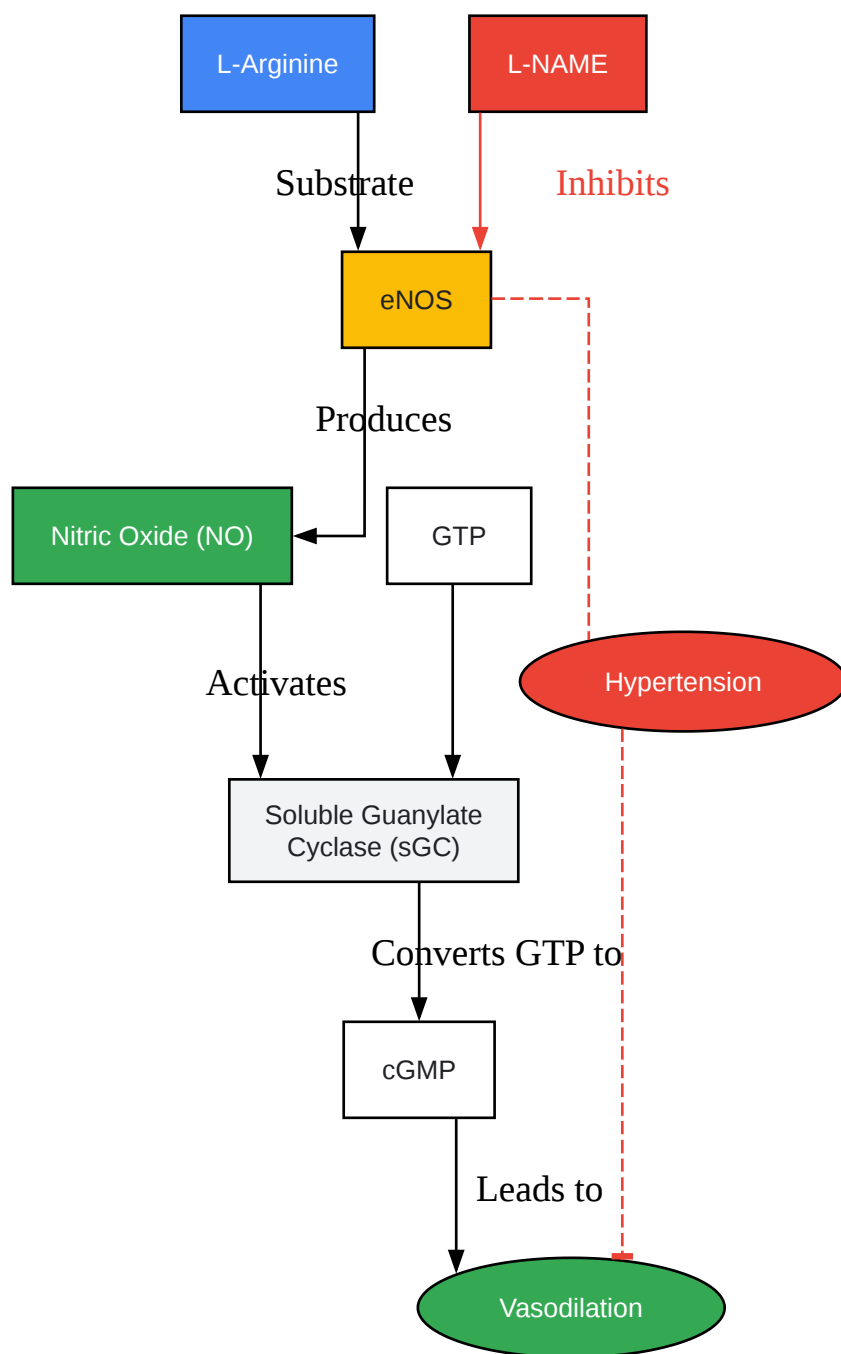 L-Arginine
L-NAME
Substrate
Inhibits
eNOS
Produces
Nitric Oxide (NO)
GTP
Activates
Hypertension
Soluble Guanylate
Cyclase (sGC)
Converts GTP to
cGMP
Leads to
Vasodilation